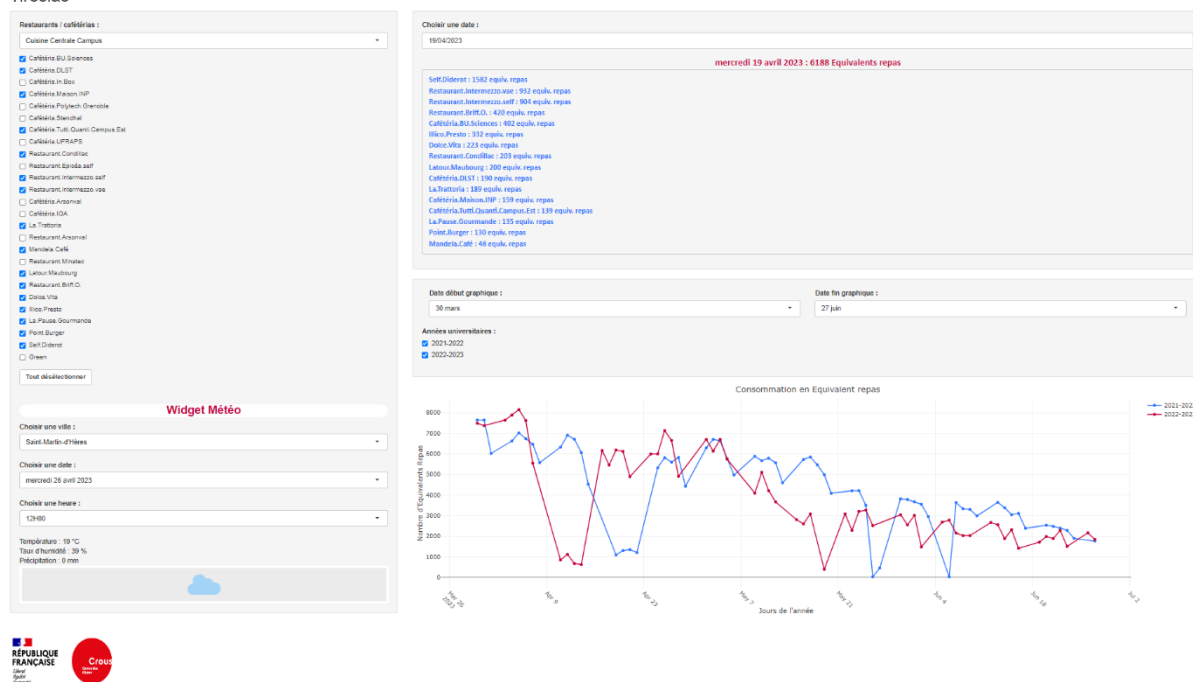 Restaurants / cafétérias :
Cuisine Centrale Campus
Cafétéria.BU.Sciences
Cafétéria.DLST
Cafétéria.In.Box
Cafétéria.Maison.INP
Cafétéria.Polytech.Grenoble
Cafétéria.Stendhal
Cafétéria.Tutti.Quanti.Campus.Est
Cafétéria.UFRAPS
Restaurant.Condillac
Restaurant.Epicéa.self
Restaurant.Intermezzo.self
Restaurant.Intermezzo.vae
Cafétéria.Arsonval
Cafétéria.IGA
La.Trattoria
Restaurant.Arsonval
Mandela.Café
Restaurant.Minatec
Latour.Maubourg
Restaurant.Briff.O.
Dolce.Vita
Illico.Presto
La.Pause.Gourmande
Point.Burger
Self.Diderot
Green
Tout désélectionner
Widget Météo
Choisir une ville :
Saint-Martin-d'Hères
Choisir une date :
mercredi 26 avril 2023
Choisir une heure :
12H00
Température : 19 °C
Taux d'humidité : 39 %
Précipitation : 0 mm
RÉPUBLIQUE
FRANÇAISE
Crous
Choisir une date :
19/04/2023
mercredi 19 avril 2023 : 6188 Equivalents repas
Self.Diderot : 1582 equiv. repas
Restaurant.Intermezzo.vae : 932 equiv. repas
Restaurant.Intermezzo.self : 904 equiv. repas
Restaurant.Briff.O. : 420 equiv. repas
Cafétéria.BU.Sciences : 402 equiv. repas
Illico.Presto : 332 equiv. repas
Dolce.Vita : 223 equiv. repas
Restaurant.Condillac : 203 equiv. repas
Latour.Maubourg : 200 equiv. repas
Cafétéria.DLST : 190 equiv. repas
La.Trattoria : 189 equiv. repas
Cafétéria.Maison.INP : 159 equiv. repas
Cafétéria.Tutti.Quanti.Campus.Est : 139 equiv. repas
La.Pause.Gourmande : 135 equiv. repas
Point.Burger : 130 equiv. repas
Mandela.Café : 48 equiv. repas
Date début graphique :
30 mars
Date fin graphique :
27 juin
Années universitaires :
2021-2022
2022-2023
Consommation en Equivalent repas
2021-202
2022-202
Nombre d'Equivalents Repas
8000
7000
6000
5000
4000
3000
2000
1000
0
Mar 26
2023
Apr 9
Apr 23
May 7
May 21
Jun 4
Jun 18
Jul 2
Jours de l'année